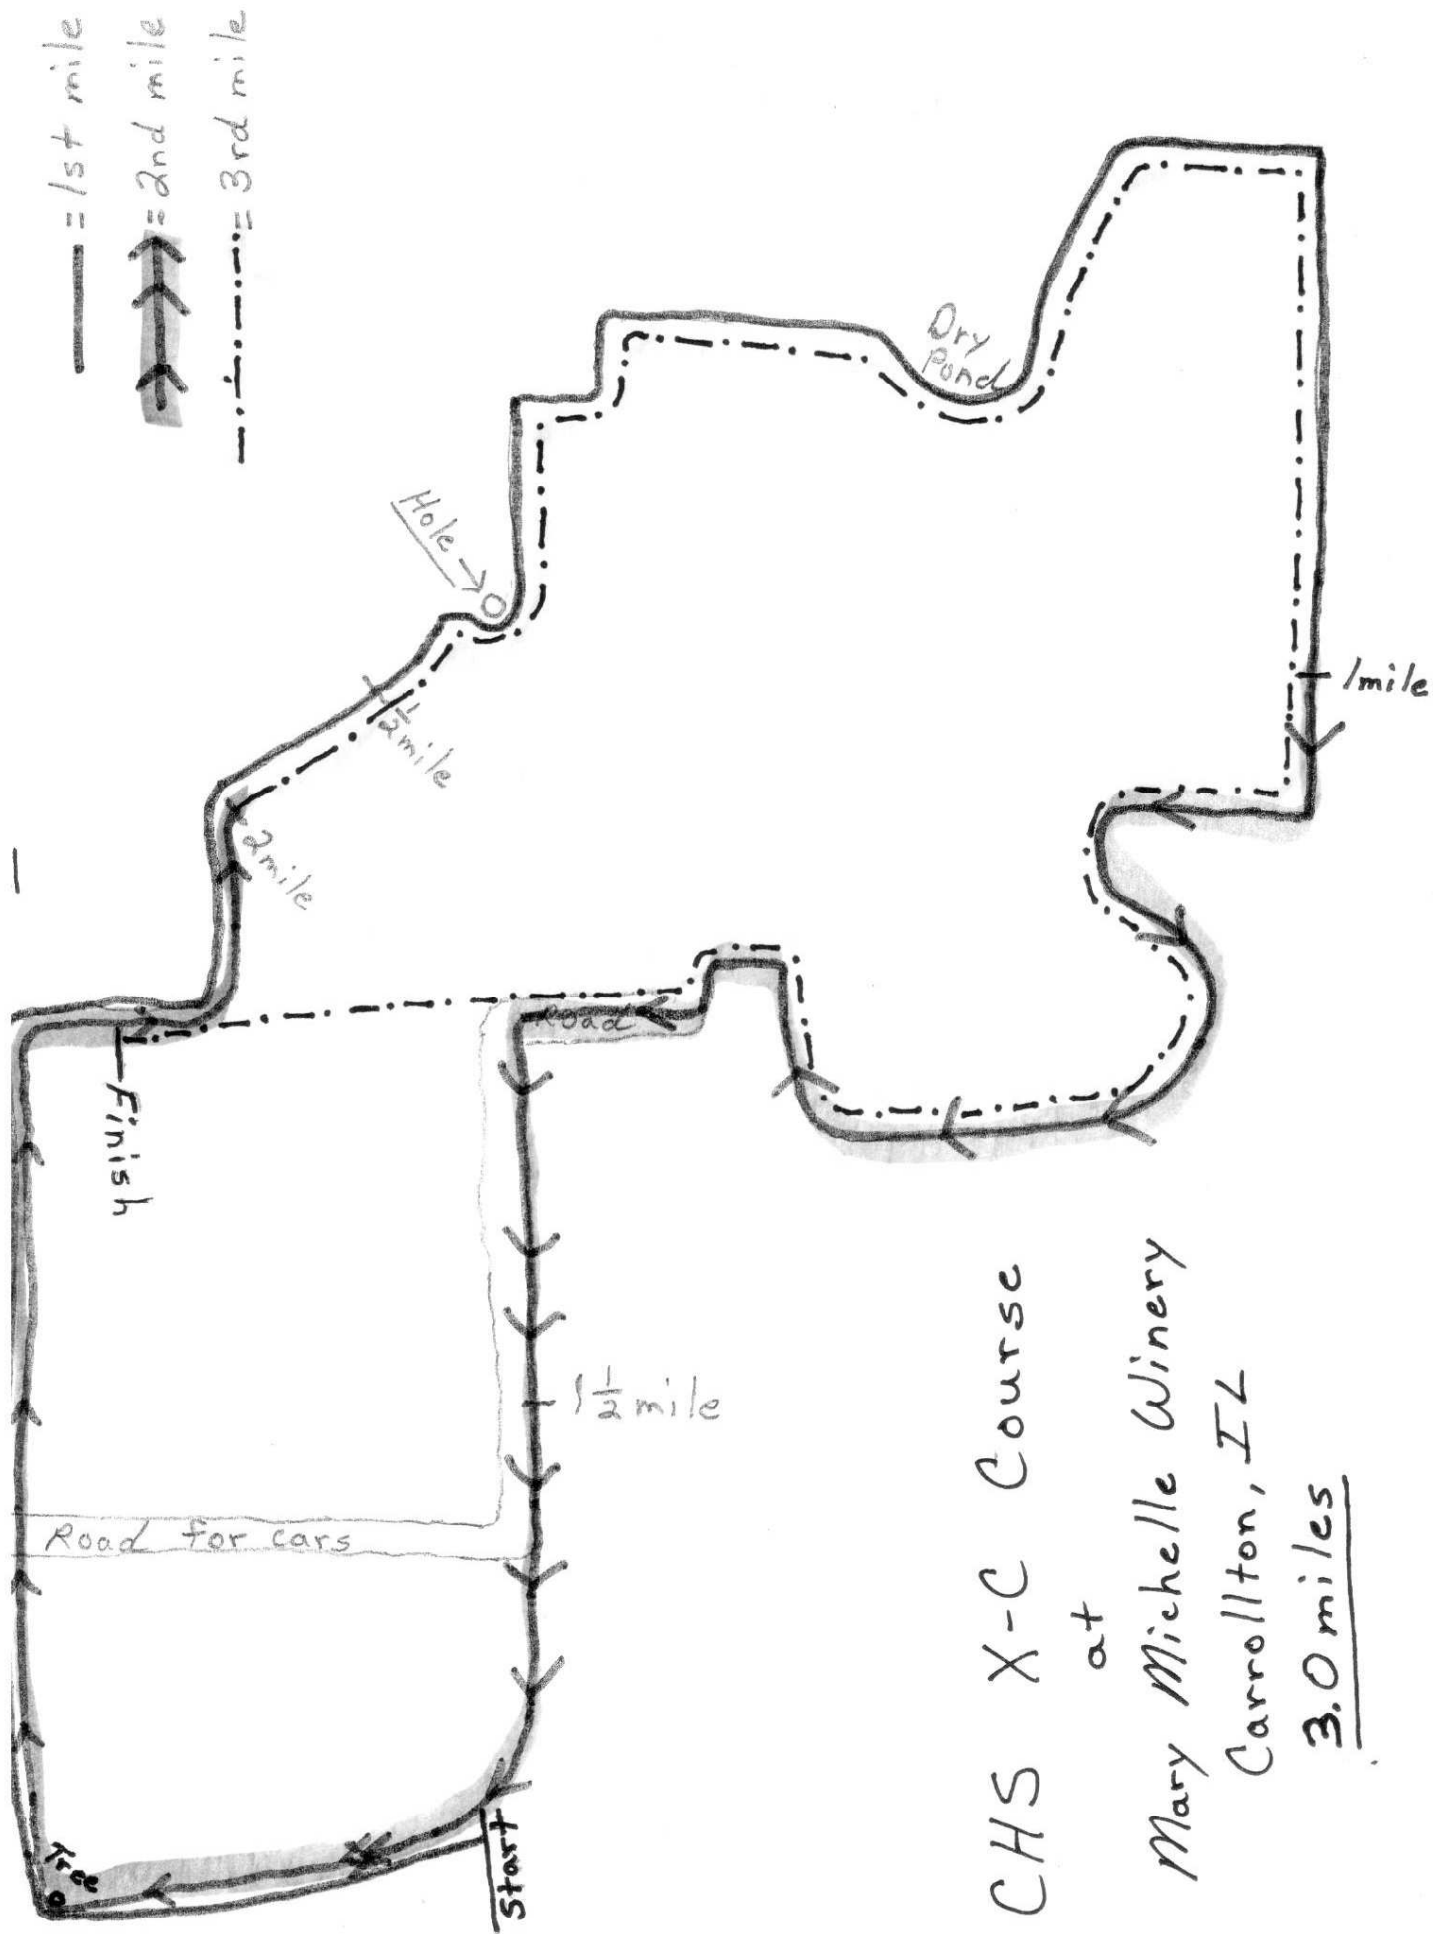 = 1st mile
= 2nd mile
= 3rd mile
Hole
Dry
Pond
1/2 mile
1 mile
2 mile
Road
Finish
1 1/2 mile
Road for cars
Tree
Start
CHS X-C Course
at
Mary Michelle Winery
Carrollton, IL
3.0 miles